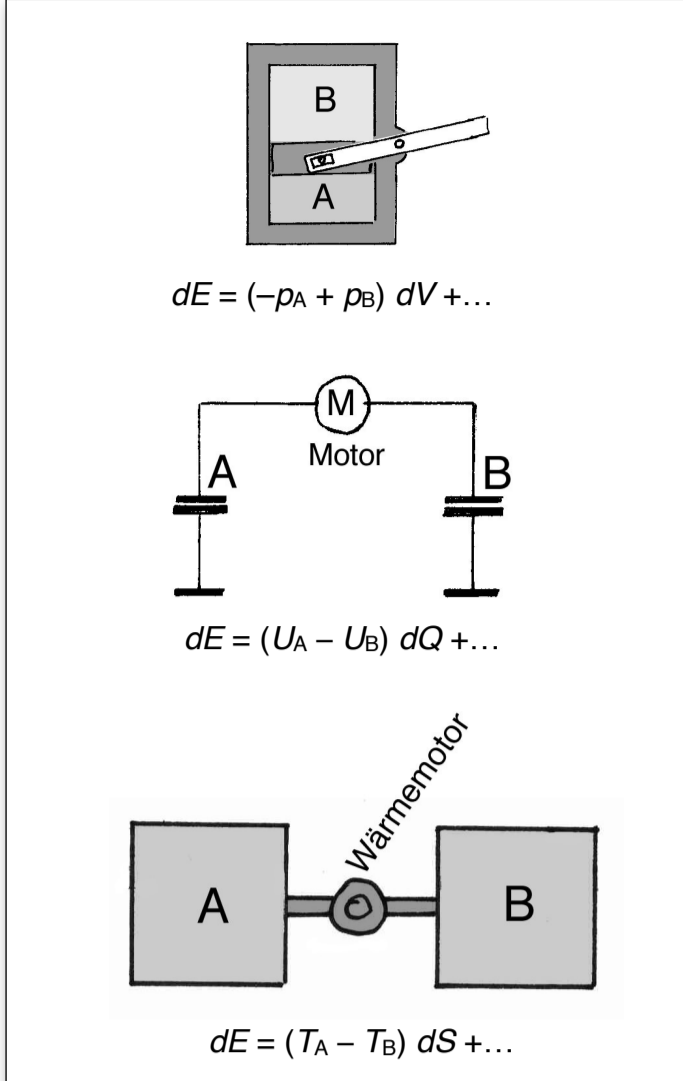 B
A
dE = (–pA + pB) dV +…
M
Motor
A
B
dE = (UA – UB) dQ +…
Wärmemotor
A
B
dE = (TA – TB) dS +…